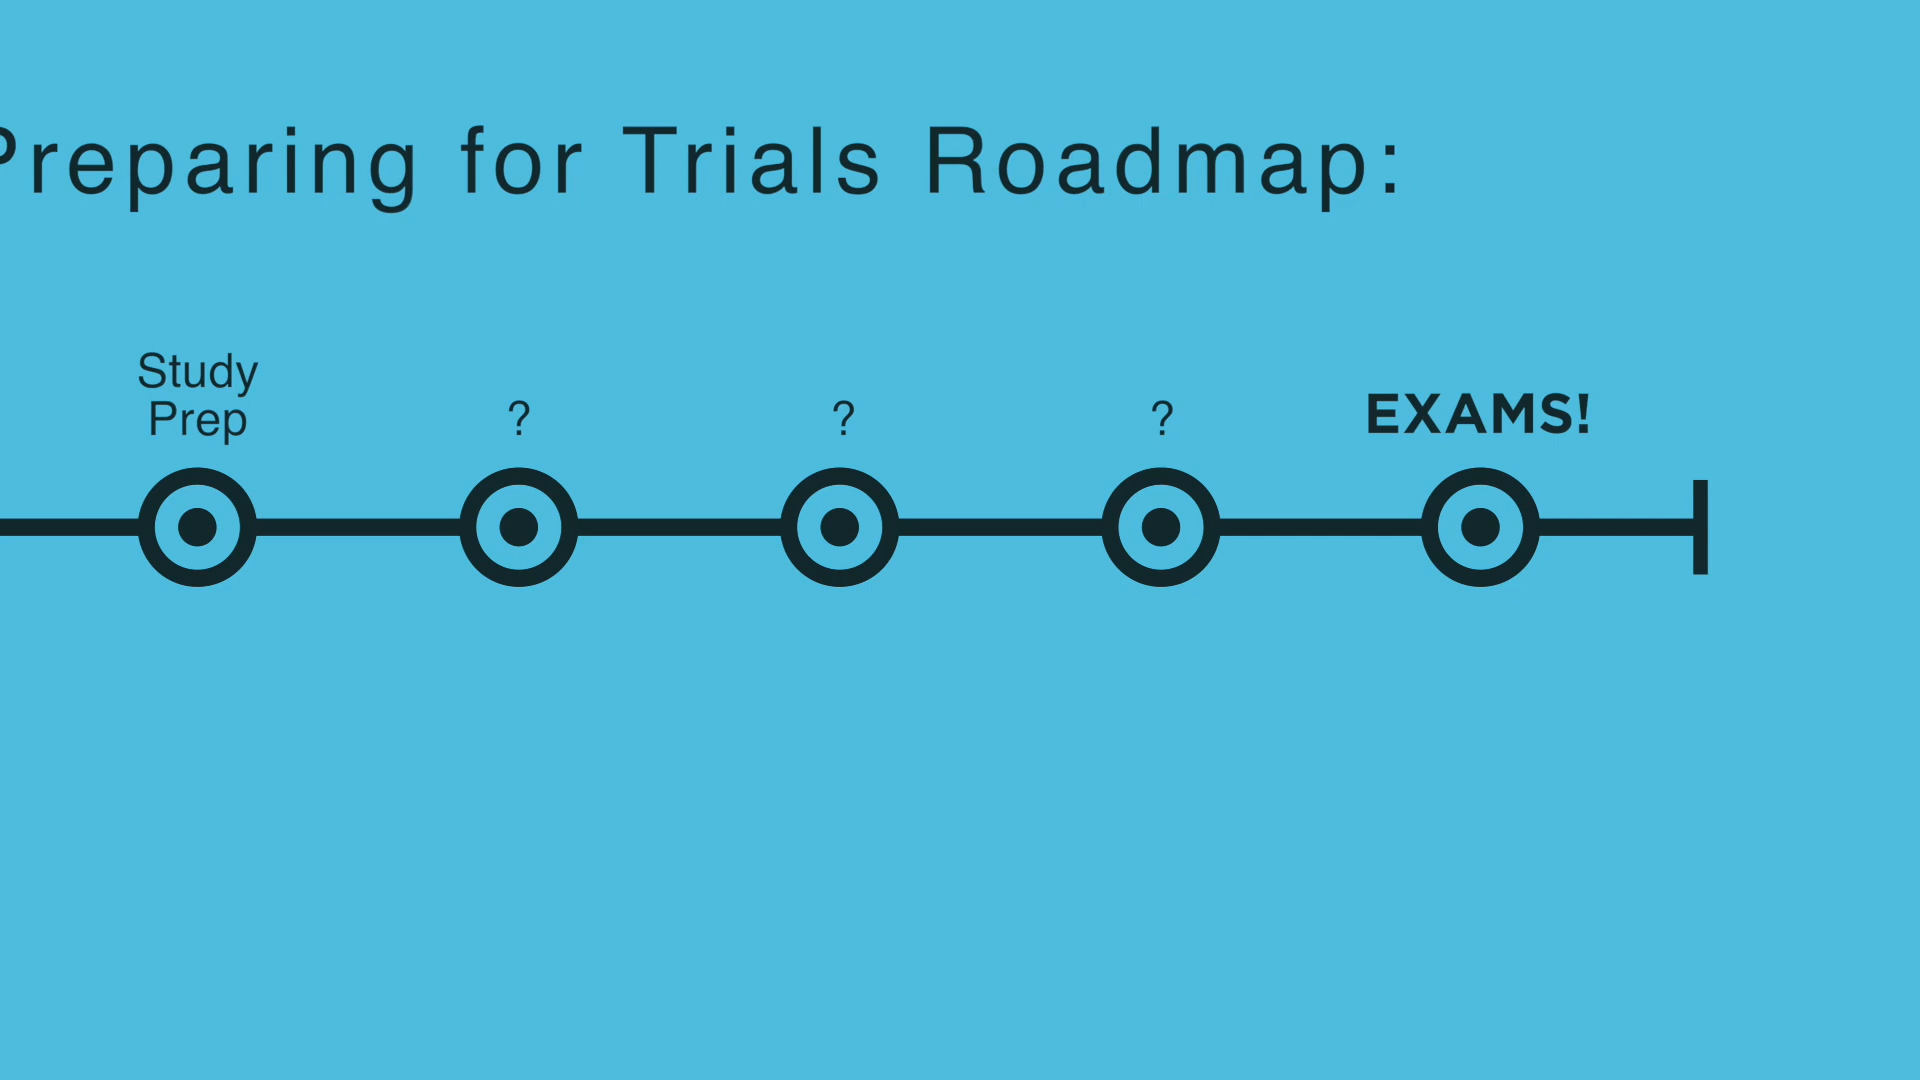 Preparing for Trials Roadmap:
Study
Prep
?
?
?
EXAMS!